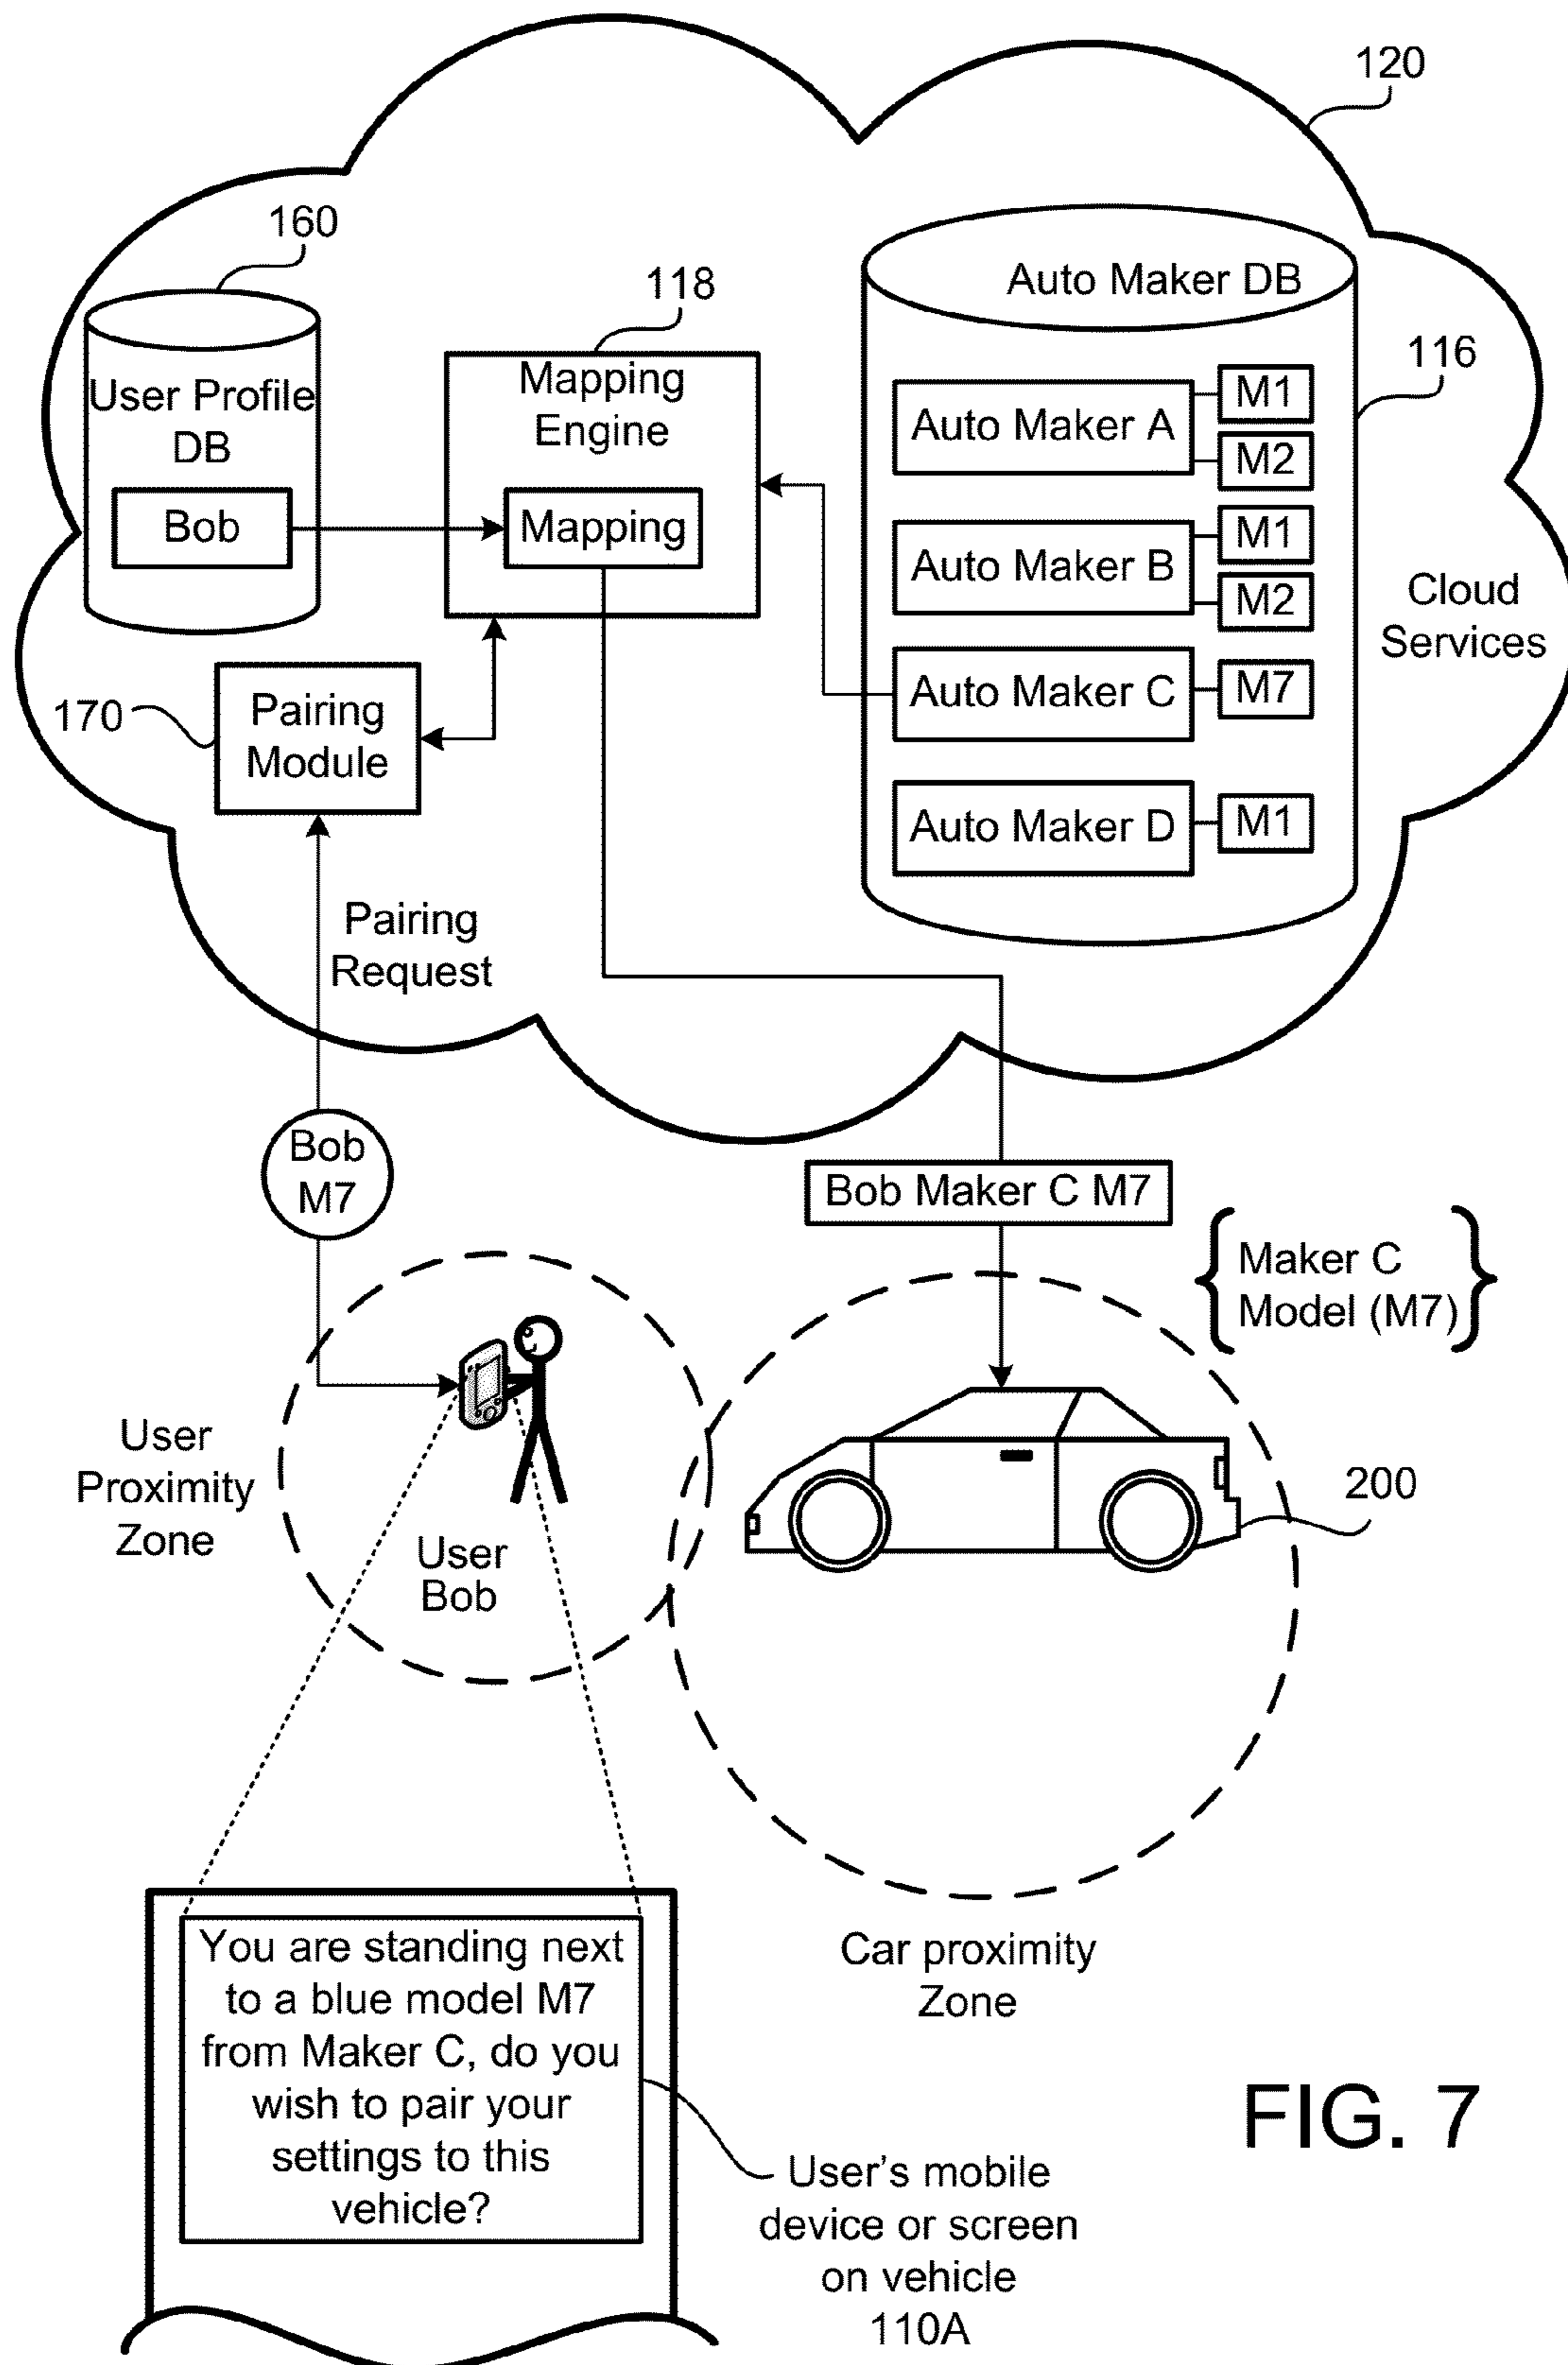 120
160
118
Auto Maker DB
116
User Profile
DB
Bob
Mapping
Engine
Mapping
Auto Maker A
M1
M2
Auto Maker B
M1
M2
Auto Maker C
M7
Auto Maker D
M1
Cloud
Services
170
Pairing
Module
Pairing
Request
Bob
M7
Bob Maker C M7
Maker C
Model (M7)
User
Proximity
Zone
User
Bob
200
Car proximity
Zone
You are standing next
to a blue model M7
from Maker C, do you
wish to pair your
settings to this
vehicle?
User's mobile
device or screen
on vehicle
110A
FIG. 7